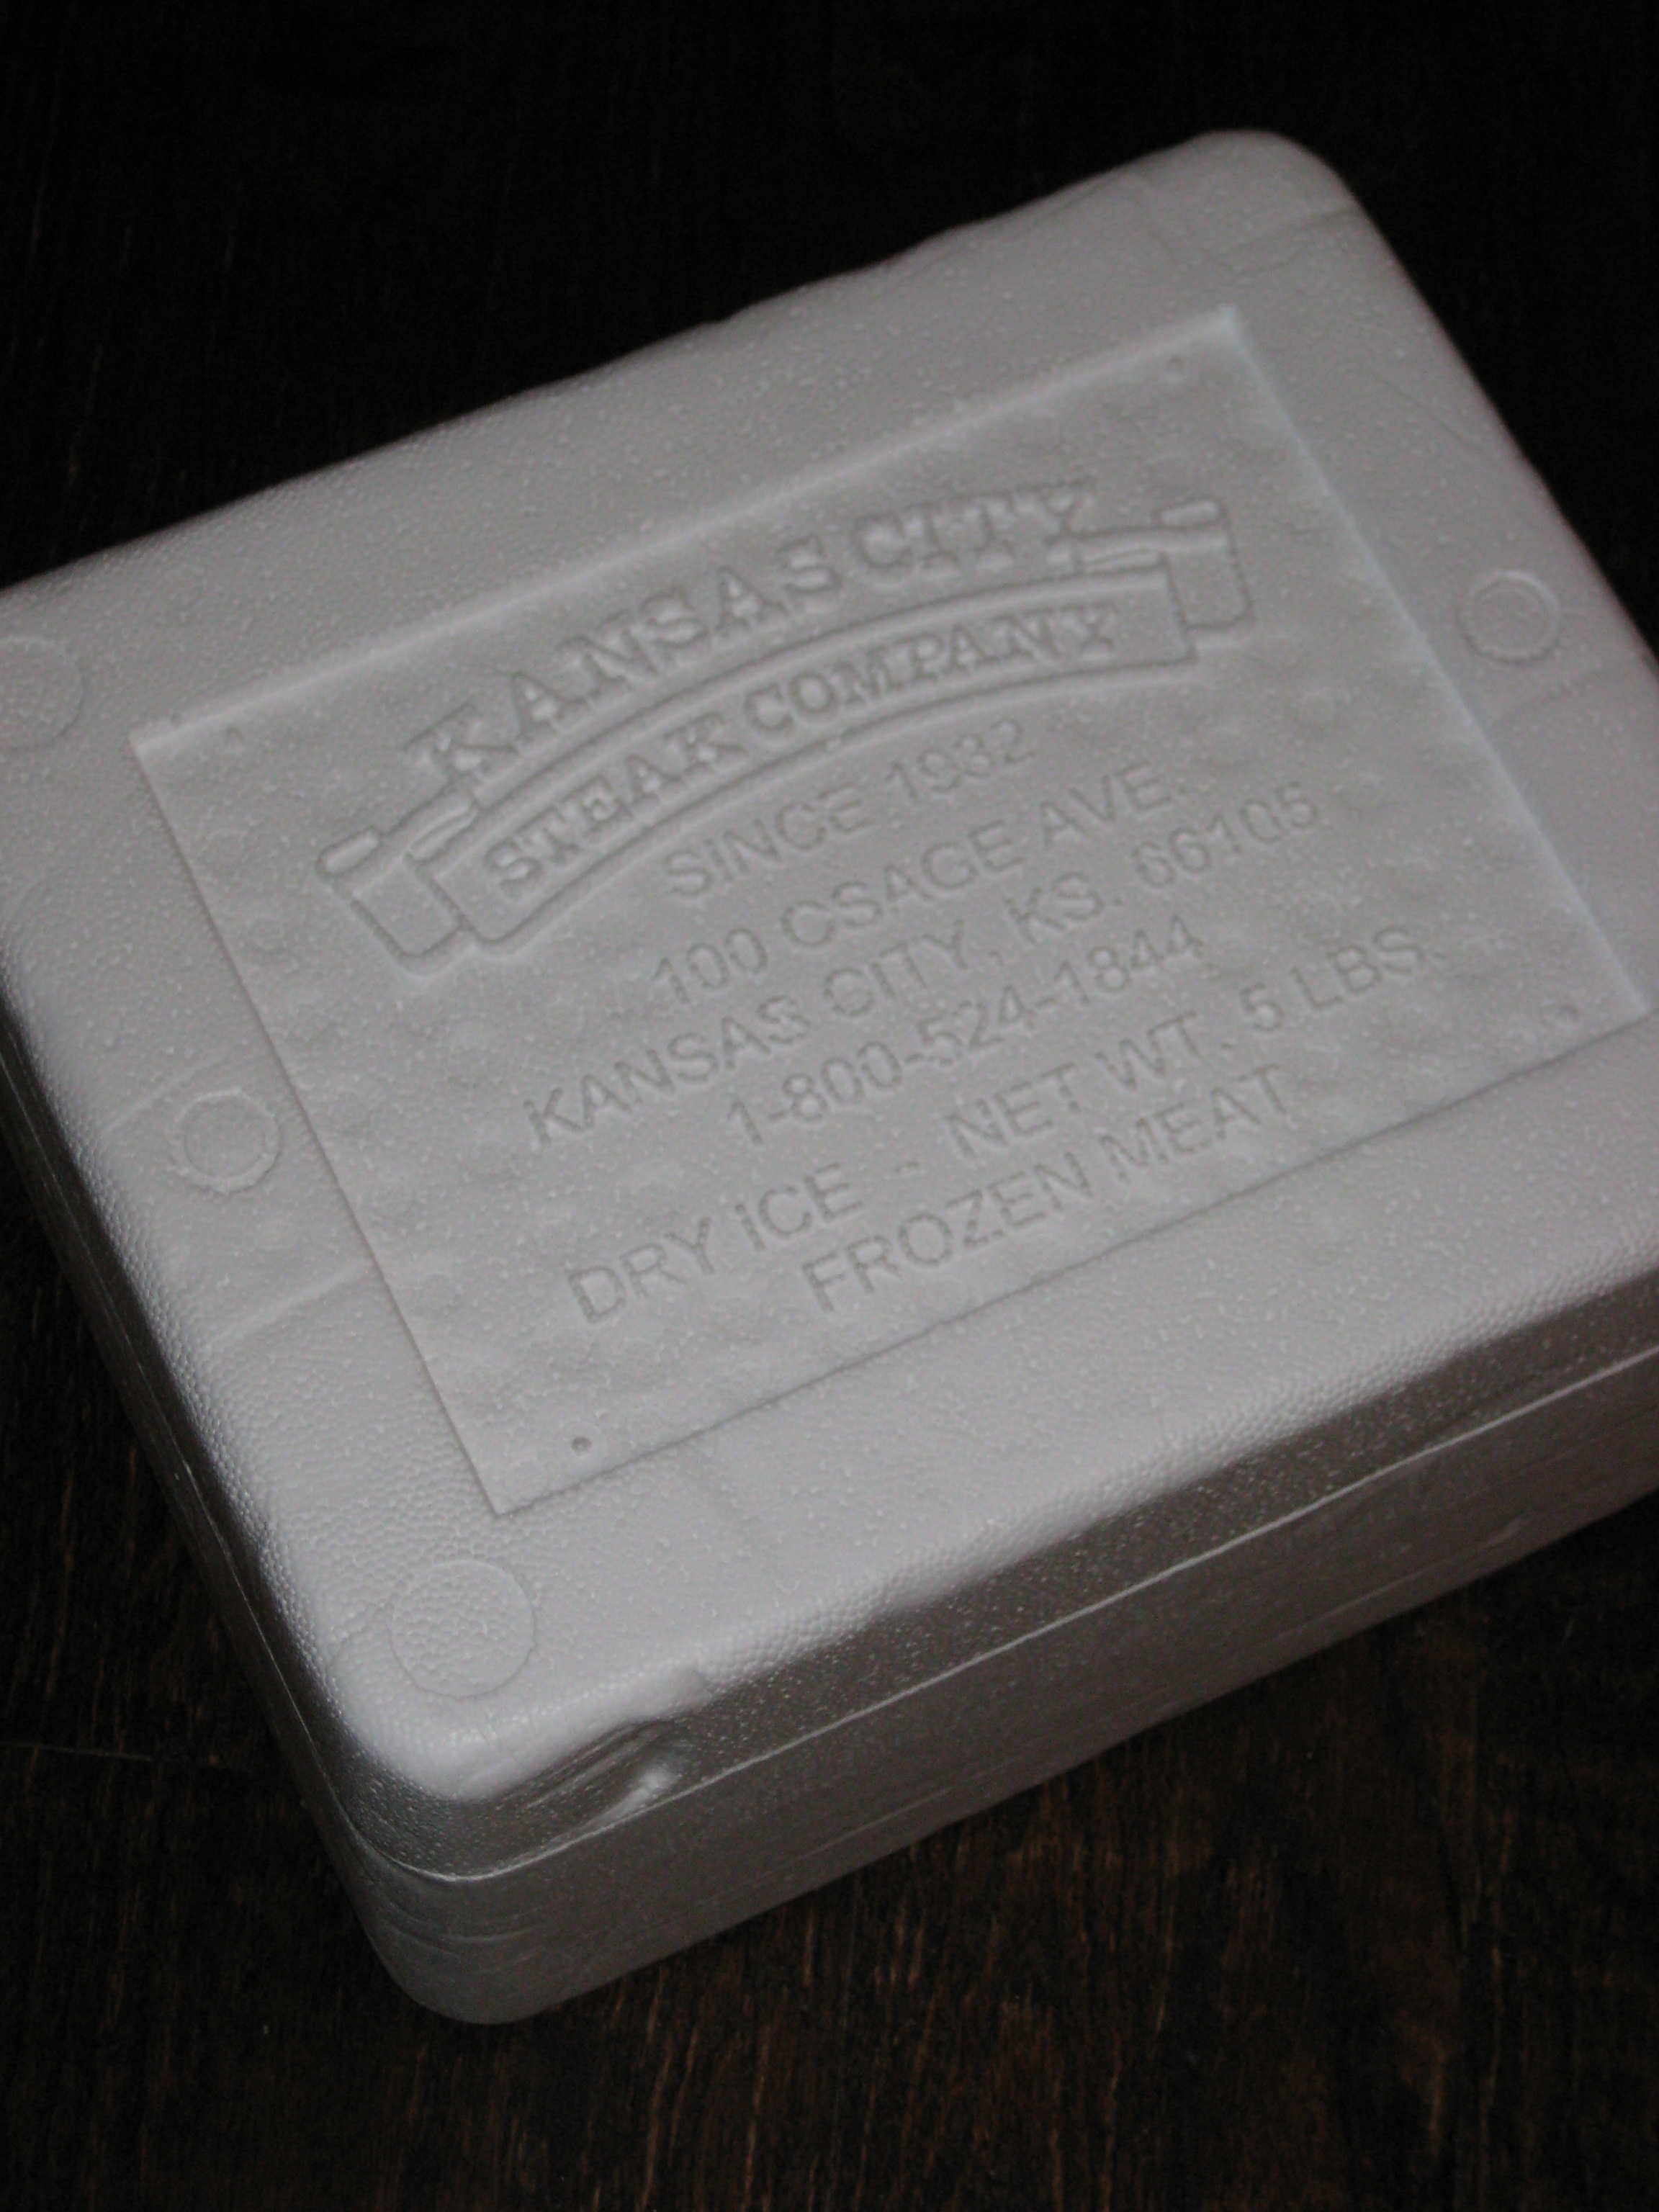 KANSAS CITY
STEAK COMPANY
SINCE 1932
100 OSAGE AVE.
KANSAS CITY, KS. 66105
1-800-524-1844
DRY ICE - NET WT. 5 LBS.
FROZEN MEAT